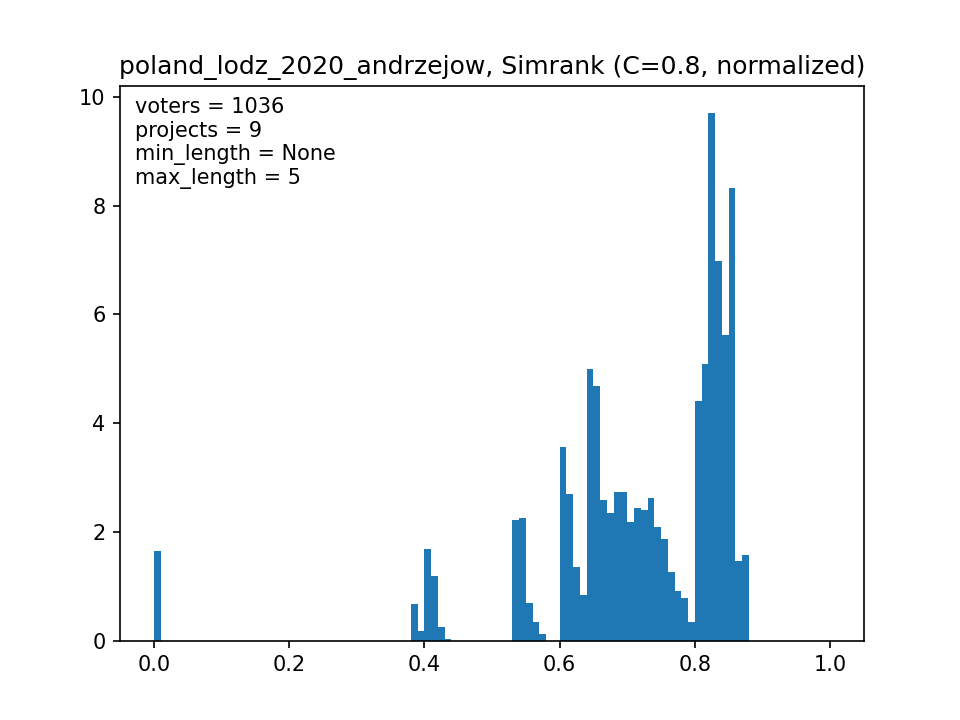 poland_lodz_2020_andrzejow, Simrank (C=0.8, normalized)
voters = 1036
projects = 9
min_length = None
max_length = 5
10
8
6
4
2
0
0.0 0.2 0.4 0.6 0.8 1.0